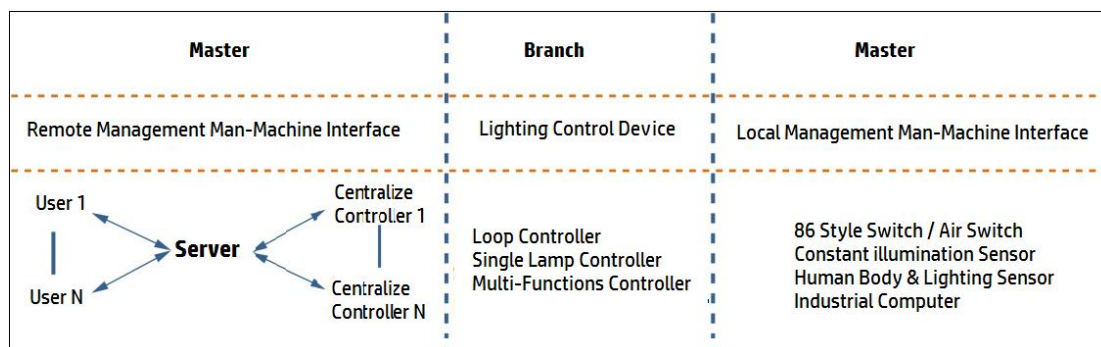 Master
Branch
Master
Remote Management Man-Machine Interface
Lighting Control Device
Local Management Man-Machine Interface
User 1
User N
Server
Centralize
Controller 1
Centralize
Controller N
Loop Controller
Single Lamp Controller
Multi-Functions Controller
86 Style Switch / Air Switch
Constant illumination Sensor
Human Body & Lighting Sensor
Industrial Computer